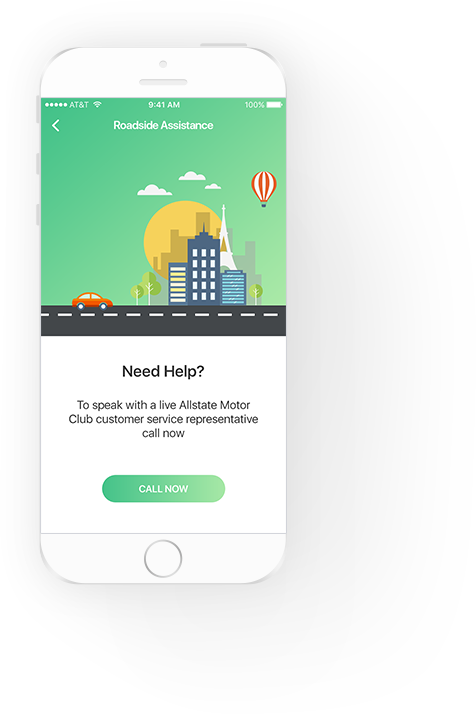 AT&T 9:41 AM 100%
Roadside Assistance
Need Help?
To speak with a live Allstate Motor
Club customer service representative
call now
CALL NOW